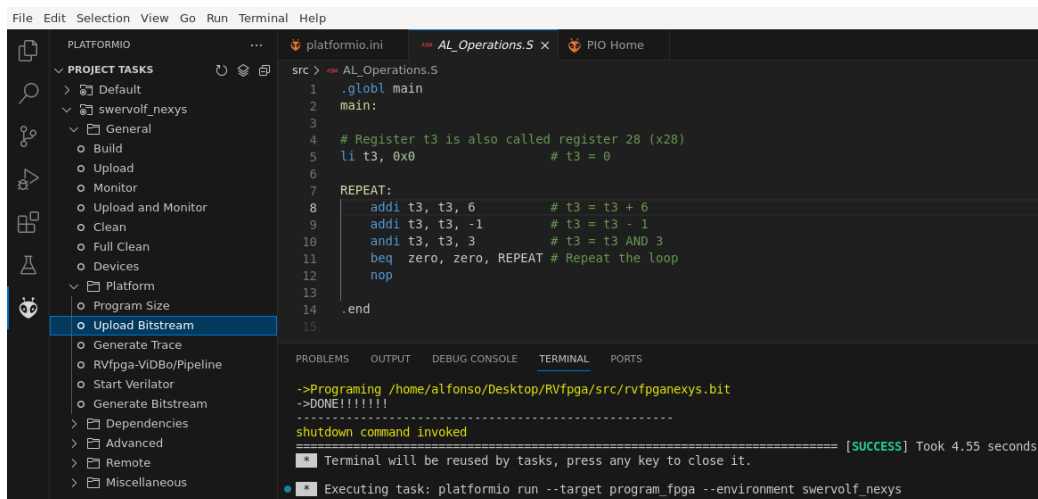 File Edit Selection View Go Run Terminal Help
PLATFORMIO ...
PROJECT TASKS
Default
swervolf_nexys
General
Build
Upload
Monitor
Upload and Monitor
Clean
Full Clean
Devices
Platform
Program Size
Upload Bitstream
Generate Trace
RVfpga-ViDBo/Pipeline
Start Verilator
Generate Bitstream
Dependencies
Advanced
Remote
Miscellaneous
platformio.ini ASM AL_Operations.S × PIO Home
src > ASM AL_Operations.S
1 .globl main
2 main:
3
4 # Register t3 is also called register 28 (x28)
5 li t3, 0x0 # t3 = 0
6
7 REPEAT:
8 addi t3, t3, 6 # t3 = t3 + 6
9 addi t3, t3, -1 # t3 = t3 - 1
10 andi t3, t3, 3 # t3 = t3 AND 3
11 beq zero, zero, REPEAT # Repeat the loop
12 nop
13
14 .end
15
PROBLEMS OUTPUT DEBUG CONSOLE TERMINAL PORTS
->Programing /home/alfonso/Desktop/RVfpga/src/rvfpganexys.bit
->DONE!!!!!!!
----------------------------------------------------
shutdown command invoked
======================================================================== [SUCCESS] Took 4.55 seconds
* Terminal will be reused by tasks, press any key to close it.
* Executing task: platformio run --target program_fpga --environment swervolf_nexys